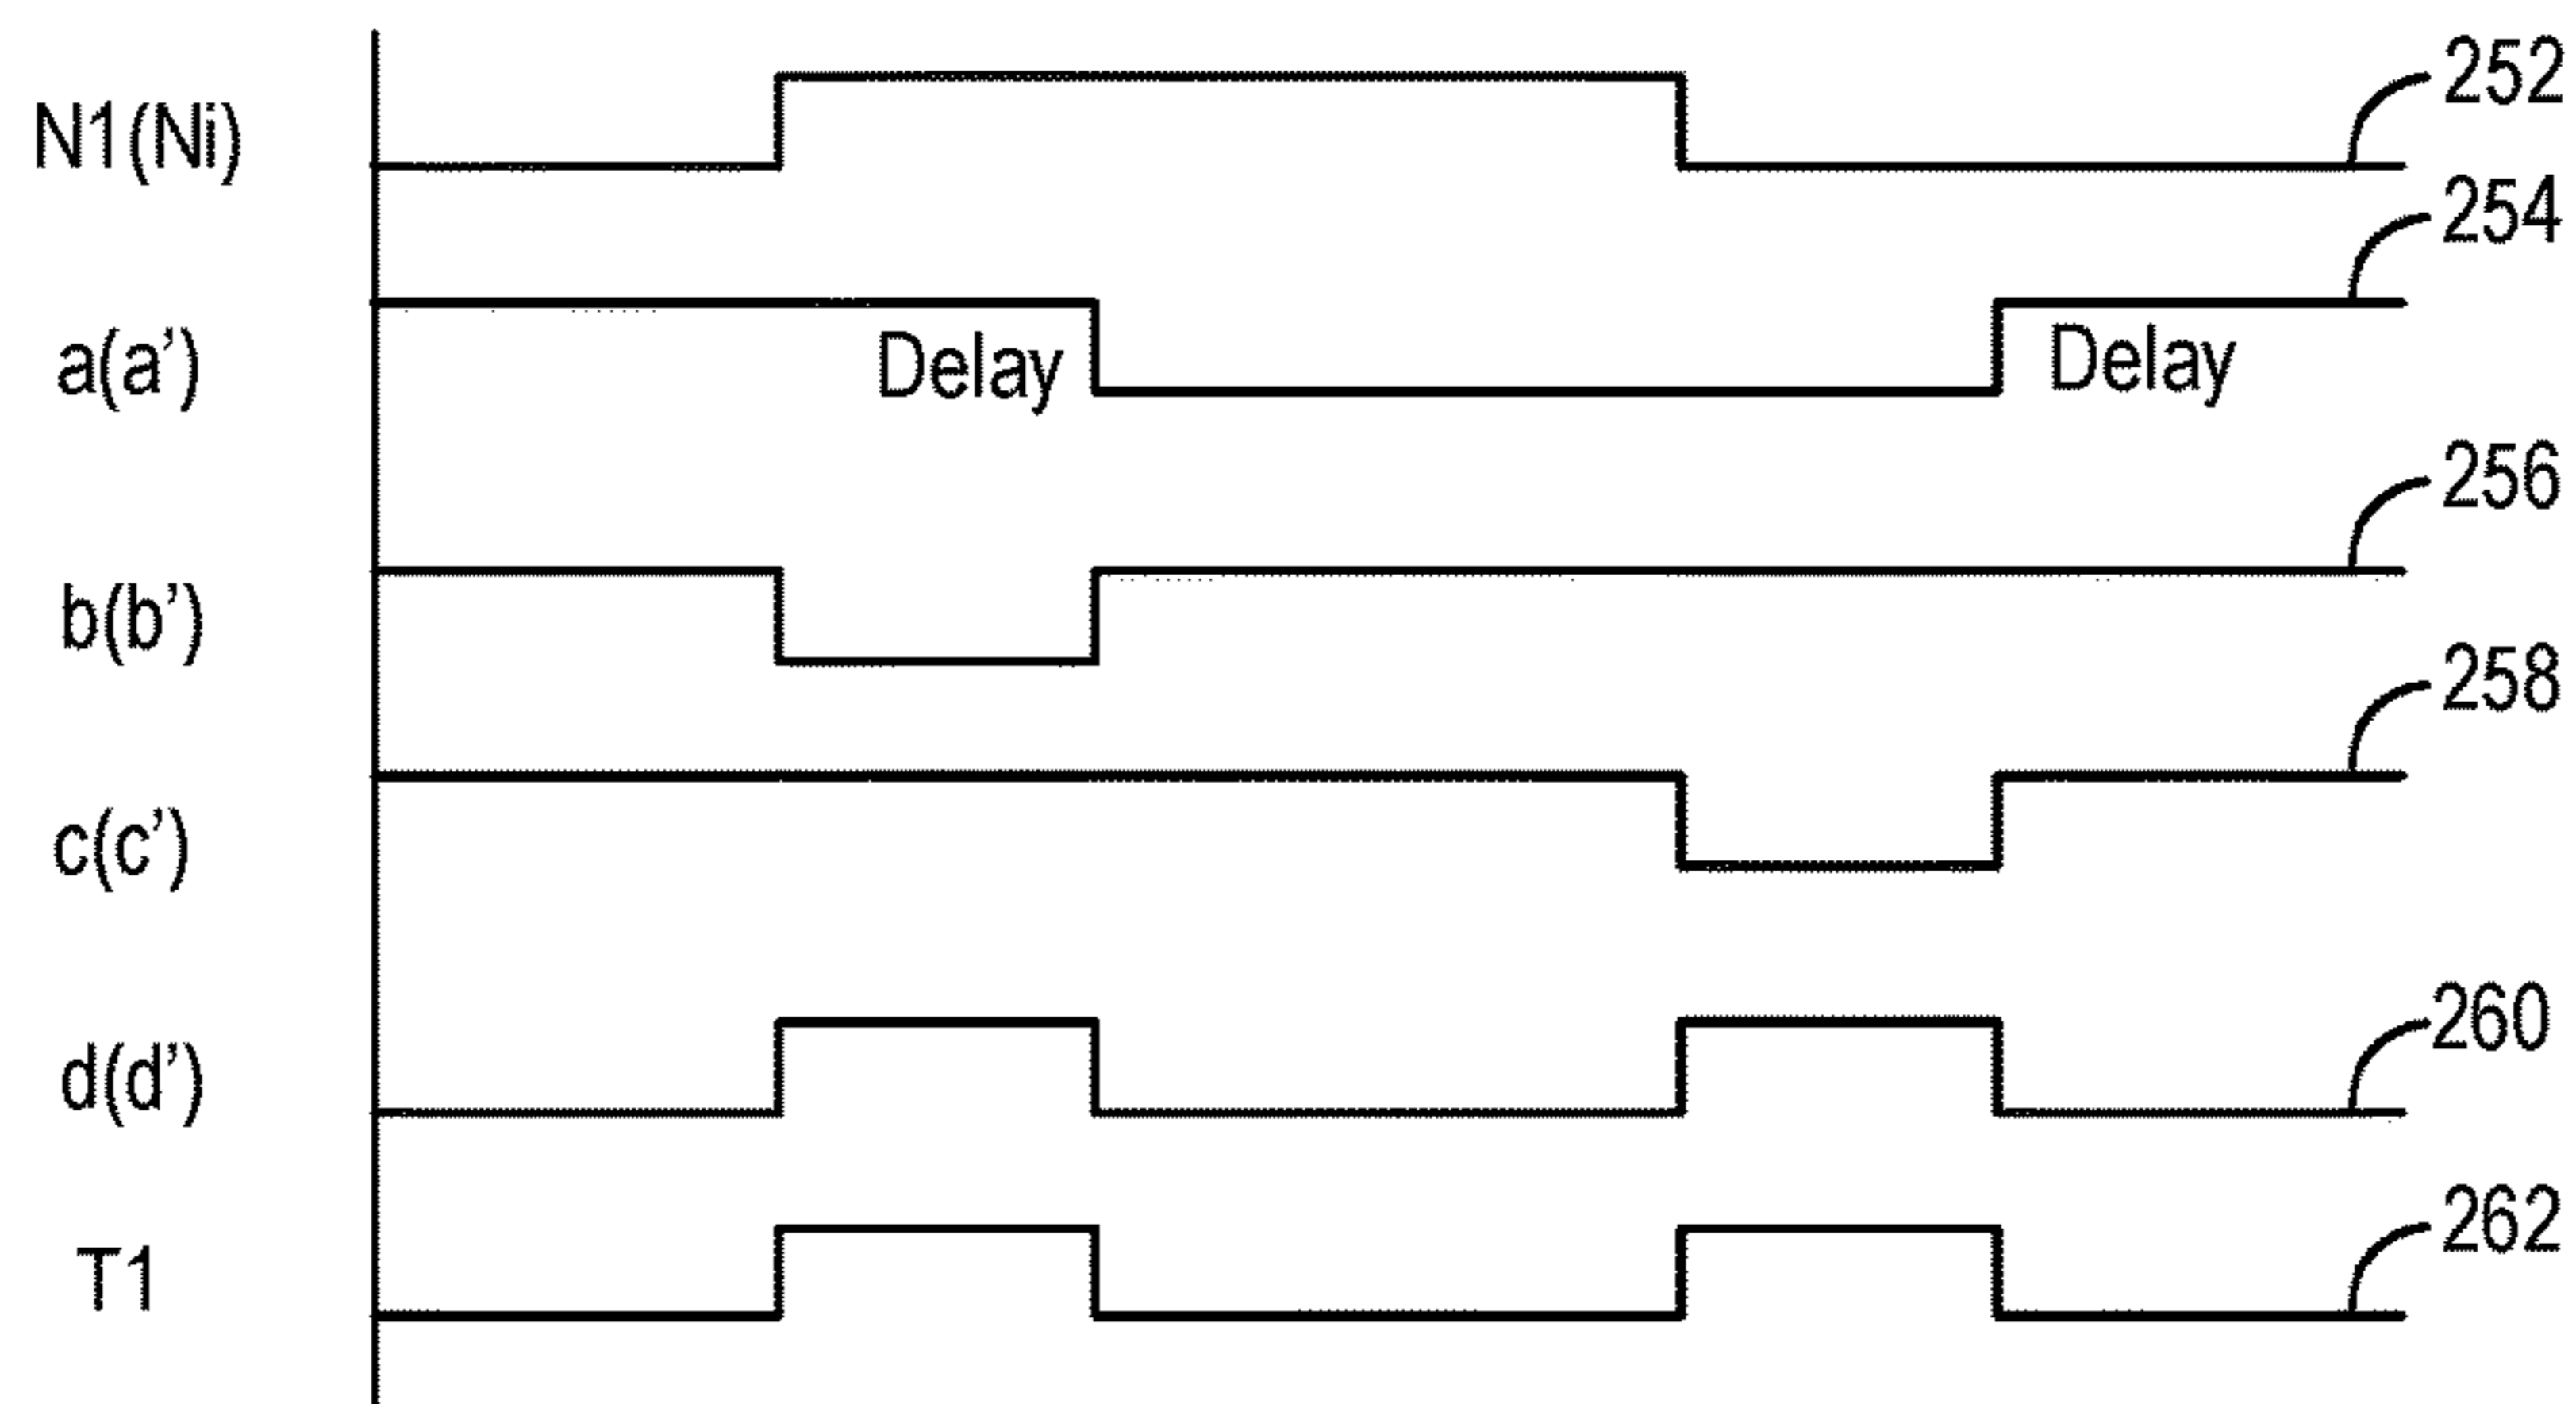 N1(Ni)
252
254
a(a’)
Delay
Delay
256
b(b’)
258
c(c’)
260
d(d’)
262
T1